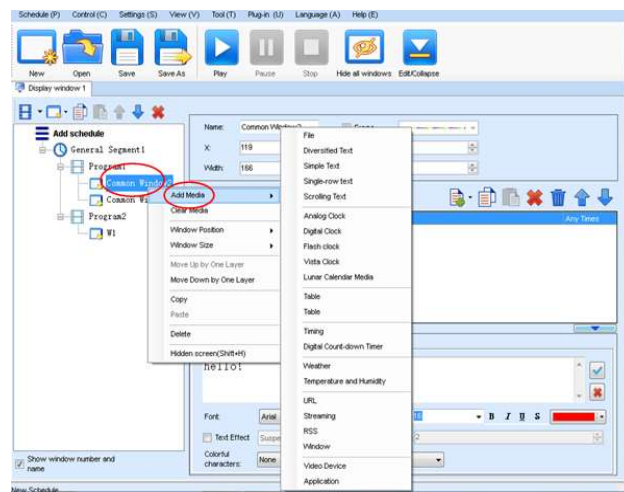 Schedule (P) Control (C) Settings (S) View (V) Tool (T) Plug-in (U) Language (A) Help (E)
New Open Save Save As Play Pause Stop Hide all windows Edit/Collapse
Display window 1
Add schedule
General Segment1
Program1
Common Window
Common Wi
Program2
W1
Name: Common Window2
X: 119
Width: 166
Any Times
Add Media
Clear Media
Window Position
Window Size
Move Up by One Layer
Move Down by One Layer
Copy
Paste
Delete
Hidden screen(Shift+H)
File
Diversified Text
Simple Text
Single-row text
Scrolling Text
Analog Clock
Digital Clock
Flash clock
Vista Clock
Lunar Calendar Media
Table
Table
Timing
Digital Count-down Timer
Weather
Temperature and Humidity
URL
Streaming
RSS
Window
Video Device
Application
hello!
Font: Arial B I U S
Text Effect Suspe 2
Colorful characters: None
Show window number and name
New Schedule